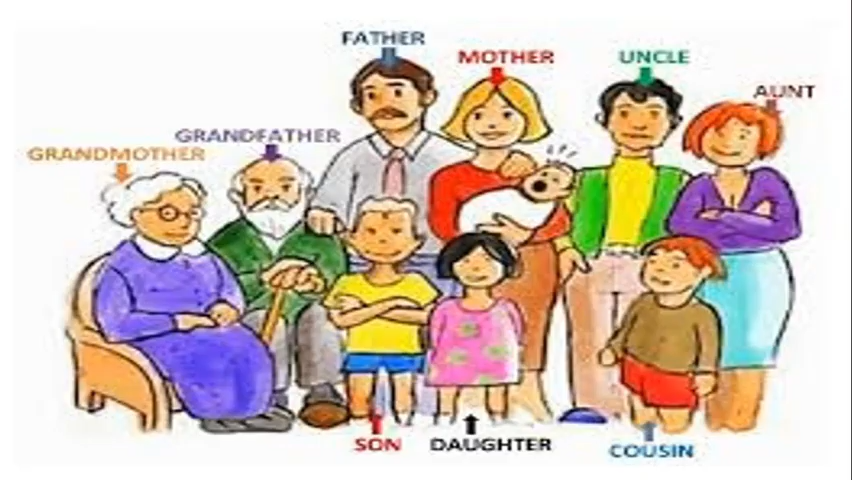 FATHER
MOTHER
UNCLE
AUNT
GRANDFATHER
GRANDMOTHER
SON
DAUGHTER
COUSIN